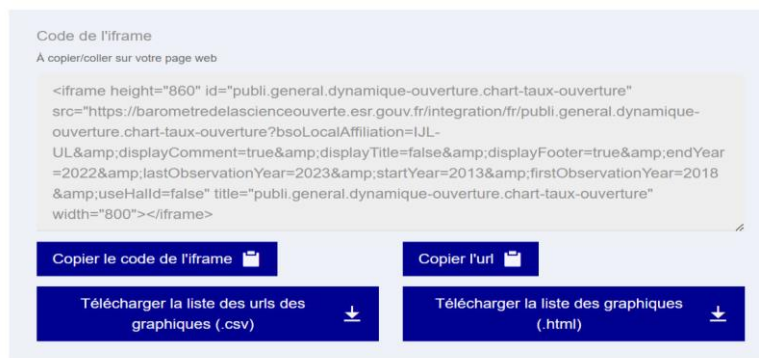 Code de l'iframe
À copier/coller sur votre page web
<iframe height="860" id="publi.general.dynamique-ouverture.chart-taux-ouverture"
src="https://barometredelascienceouverte.esr.gouv.fr/integration/fr/publi.general.dynamique-
ouverture.chart-taux-ouverture?bsoLocalAffiliation=IJL-
UL&amp;displayComment=true&amp;displayTitle=false&amp;displayFooter=true&amp;endYear
=2022&amp;lastObservationYear=2023&amp;startYear=2013&amp;firstObservationYear=2018
&amp;useHalId=false" title="publi.general.dynamique-ouverture.chart-taux-ouverture"
width="800"></iframe>
Copier le code de l'iframe
Copier l'url
Télécharger la liste des urls des
graphiques (.csv)
Télécharger la liste des graphiques
(.html)